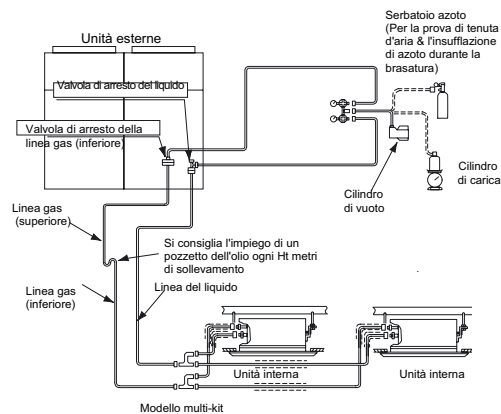 Serbatoio azoto
(Per la prova di tenuta
d'aria & l'insufflazione
di azoto durante la
brasatura)
Unità esterne
Valvola di arresto del liquido
Valvola di arresto della
linea gas (inferiore)
Cilindro
di vuoto
Cilindro
di carica
Linea gas
(superiore)
Si consiglia l'impiego di un
pozzetto dell'olio ogni Ht metri
di sollevamento
Linea gas
(inferiore)
Linea del liquido
Unità interna
Unità interna
Modello multi-kit